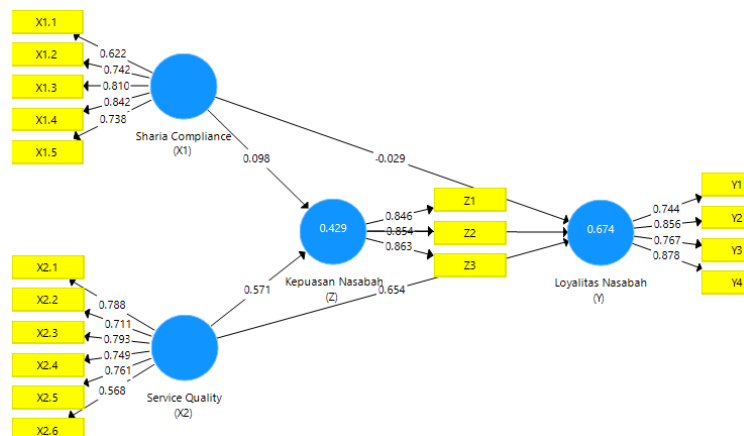 X1.1
X1.2
X1.3
X1.4
X1.5
0.622
0.742
0.810
0.842
0.738
Sharia Compliance
(X1)
0.098
-0.029
0.429
Kepuasan Nasabah
(Z)
0.846
0.854
0.863
Z1
Z2
Z3
0.674
Loyalitas Nasabah
(Y)
0.744
0.856
0.767
0.878
Y1
Y2
Y3
Y4
0.571
0.654
X2.1
X2.2
X2.3
X2.4
X2.5
X2.6
0.788
0.711
0.793
0.749
0.761
0.568
Service Quality
(X2)